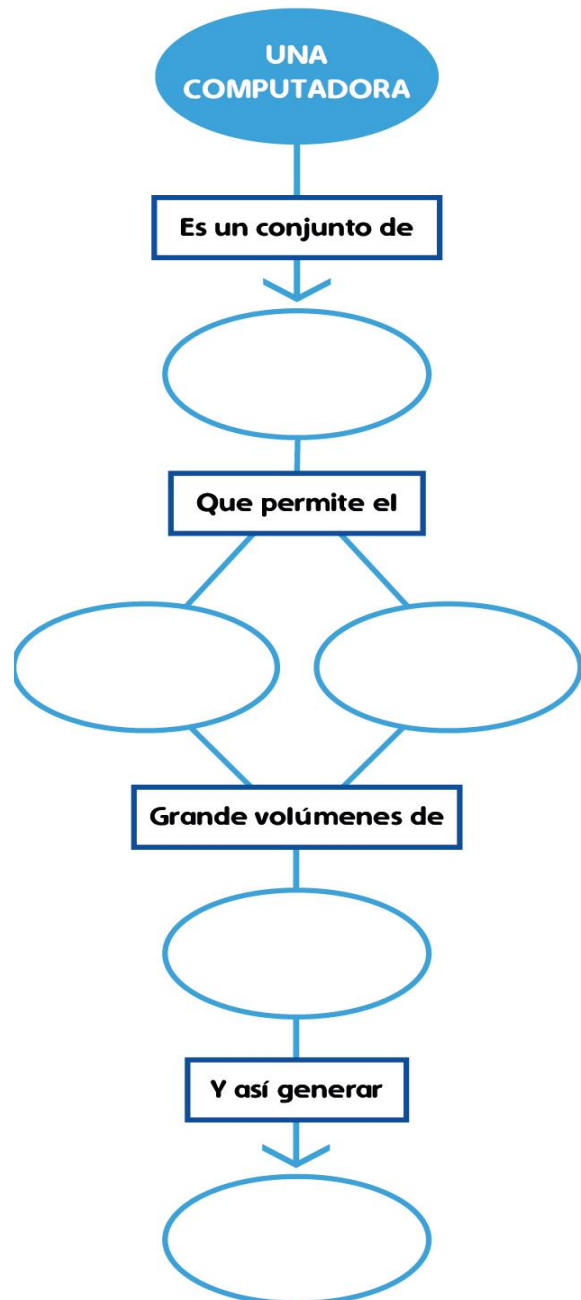 UNA
COMPUTADORA
Es un conjunto de
Que permite el
Grande volúmenes de
Y así generar